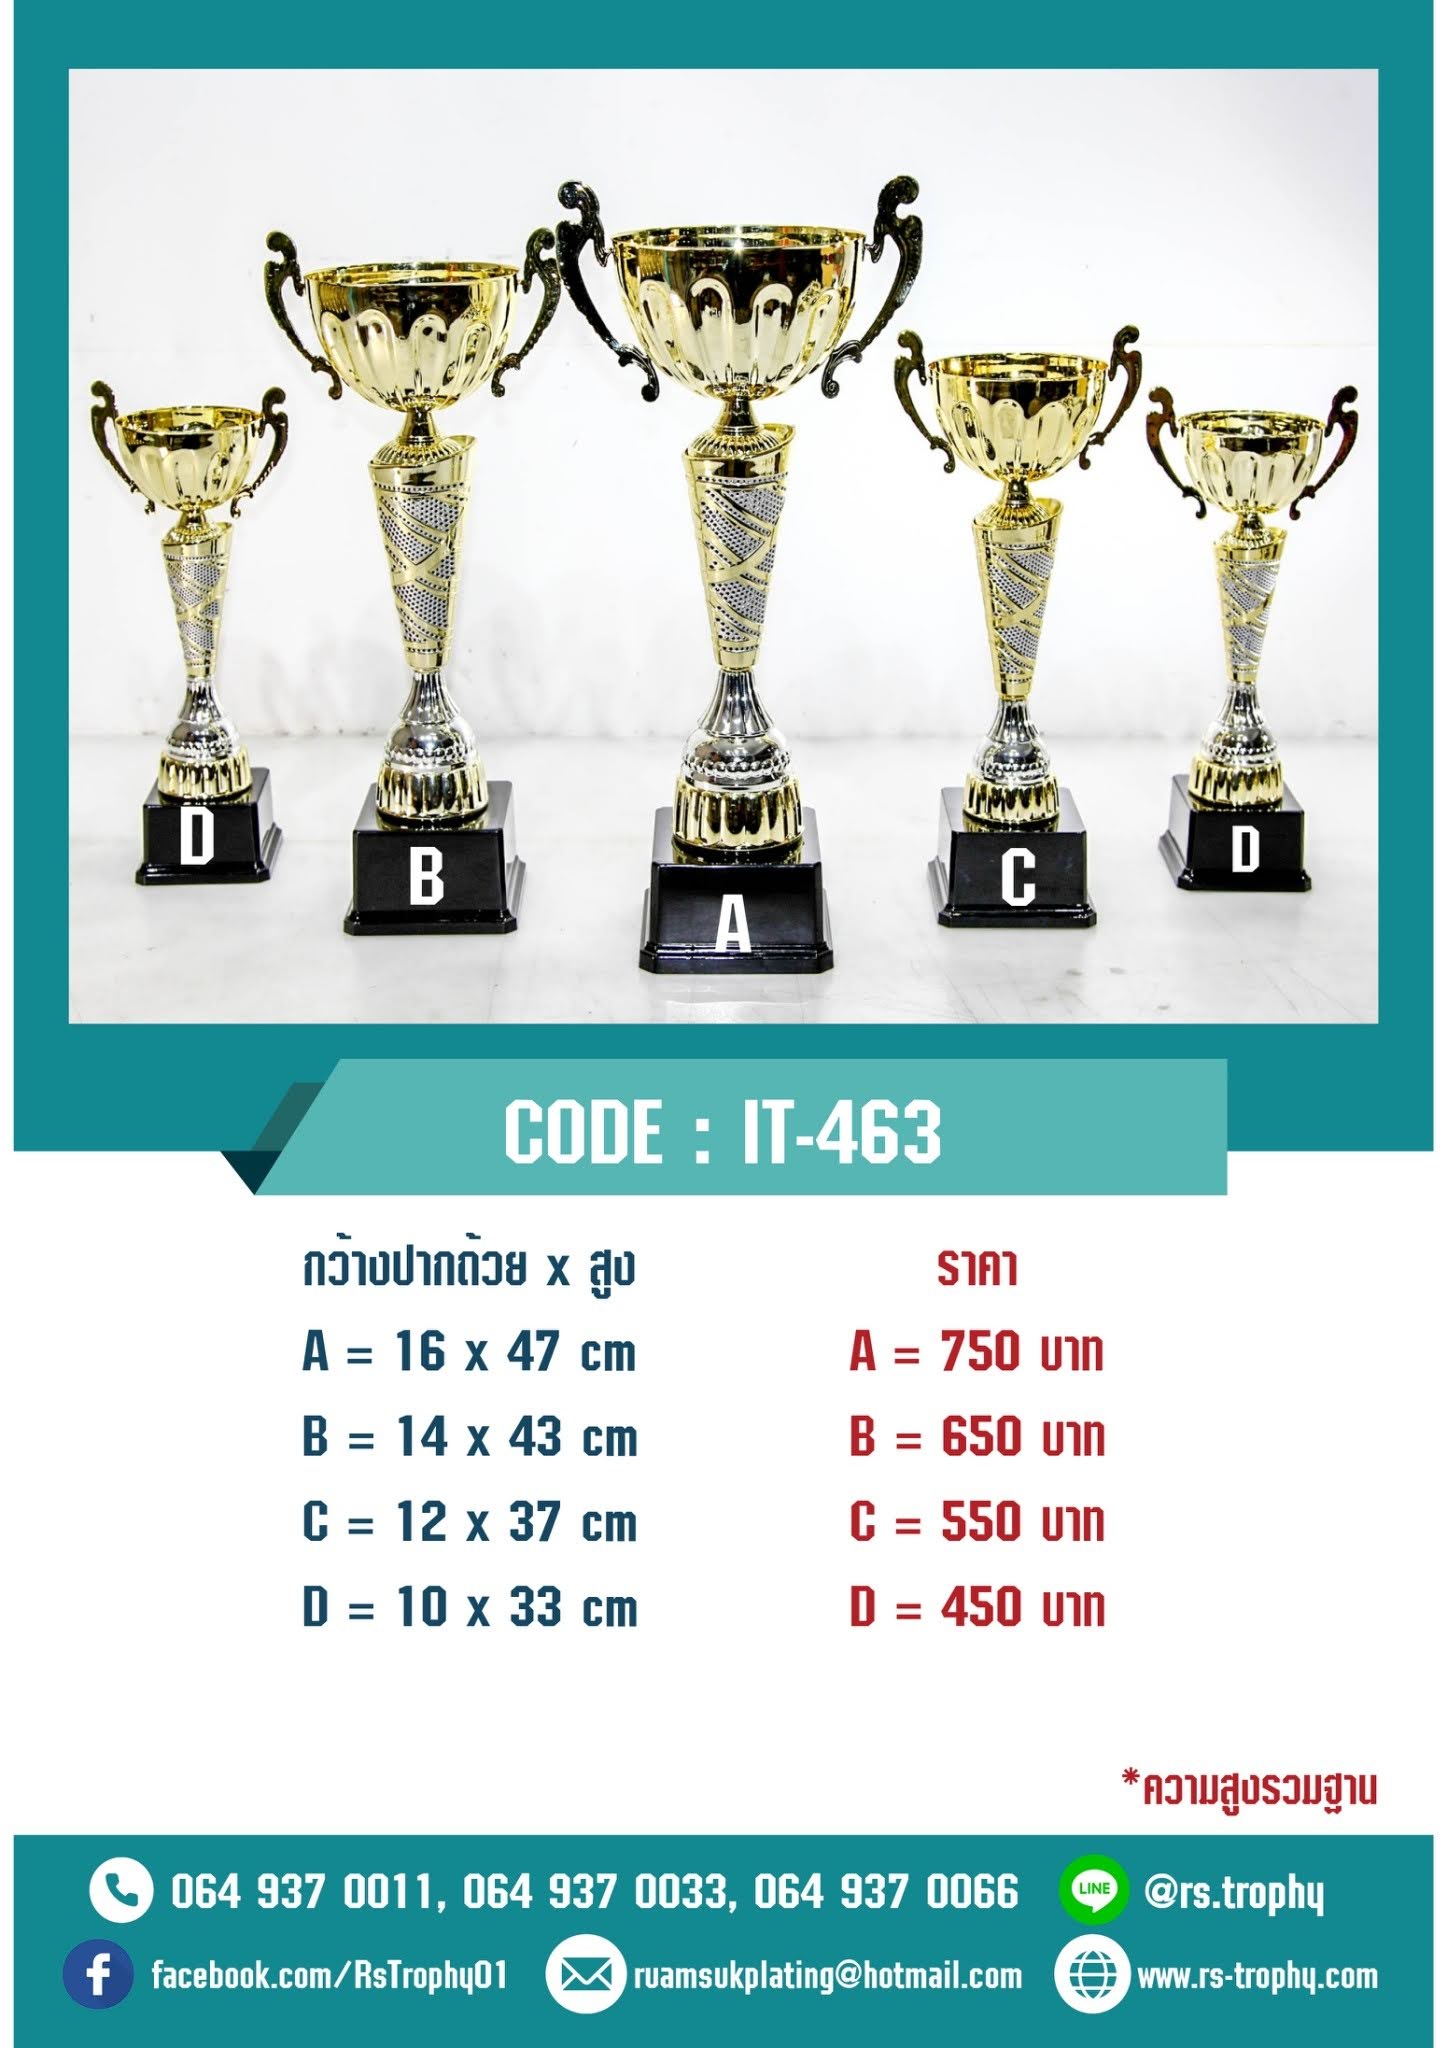 D
B
A
C
D
CODE : IT-463
กว้างปากถ้วย x สูง
ราคา
A = 16 x 47 cm
A = 750 บาท
B = 14 x 43 cm
B = 650 บาท
C = 12 x 37 cm
C = 550 บาท
D = 10 x 33 cm
D = 450 บาท
*ความสูงรวมฐาน
064 937 0011, 064 937 0033, 064 937 0066
LINE
@rs.trophy
facebook.com/RsTrophy01
ruamsukplating@hotmail.com
www.rs-trophy.com